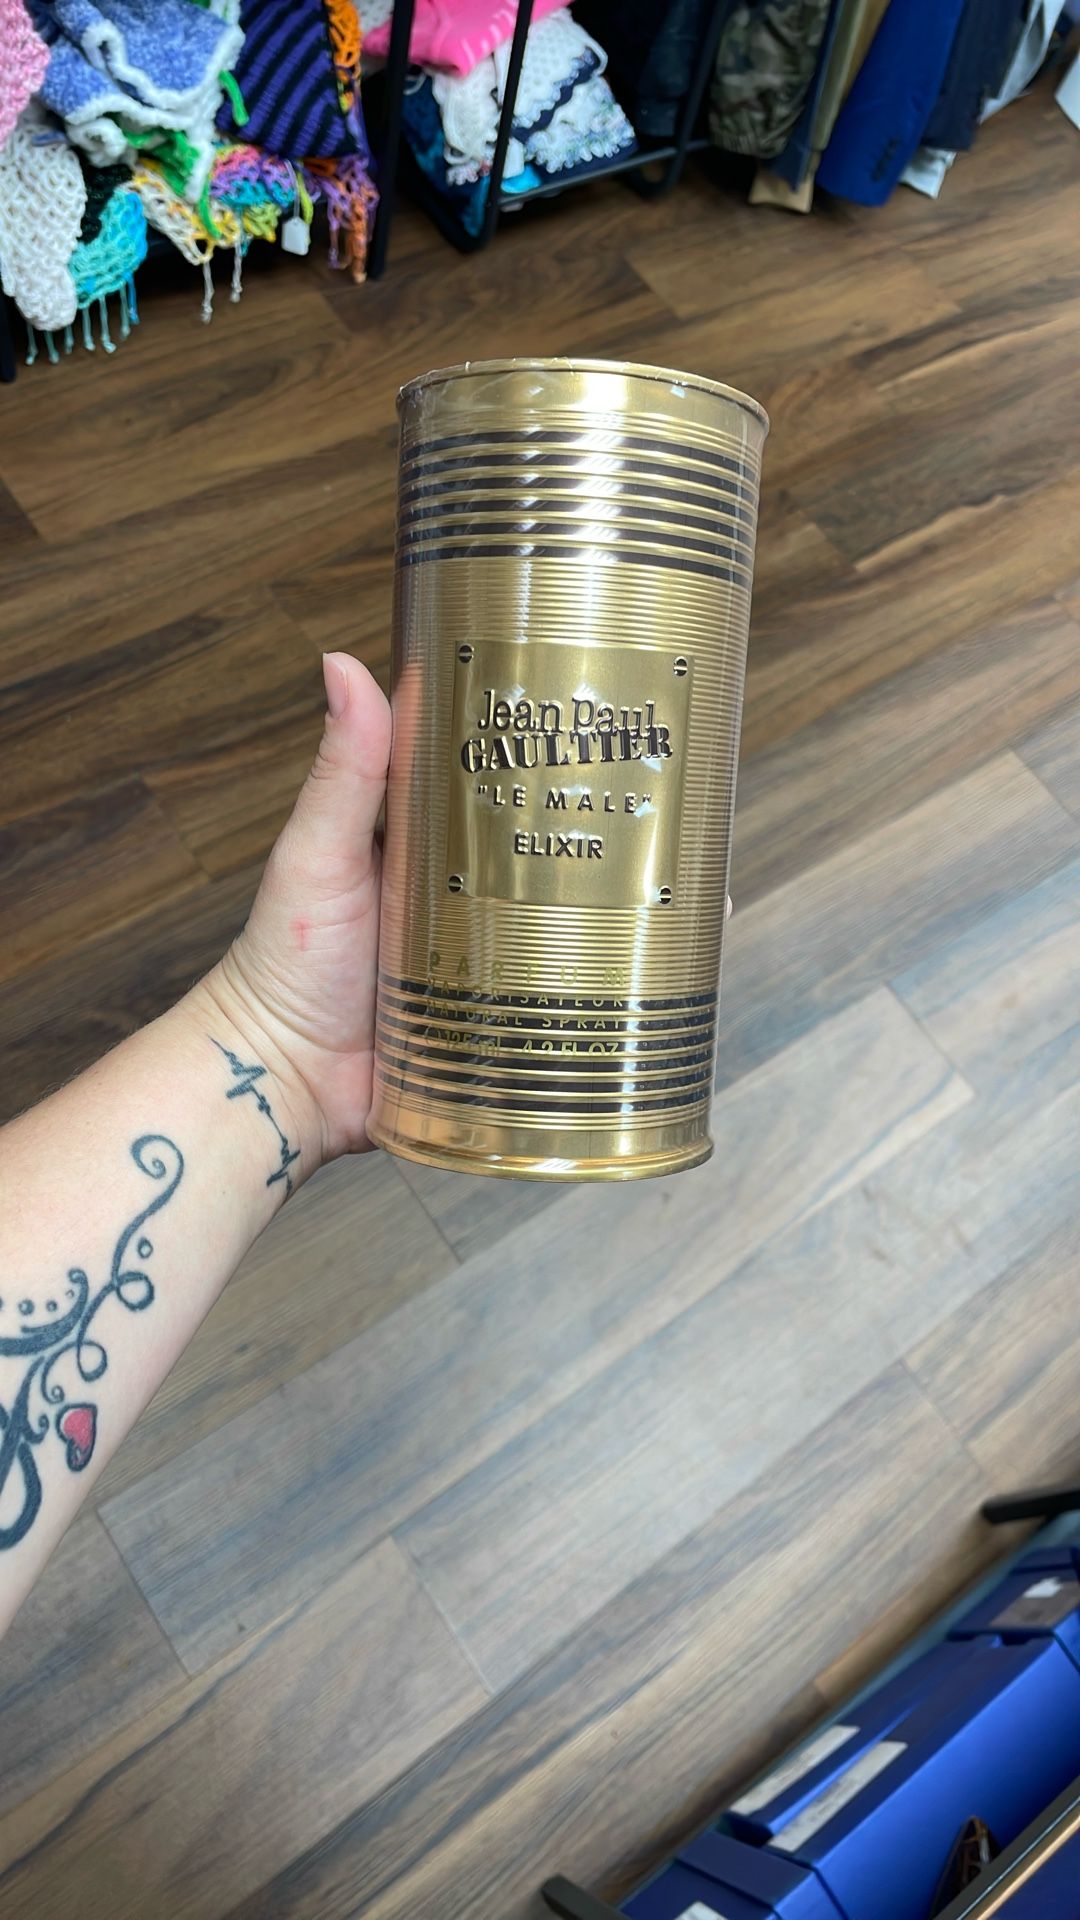 Jean Paul
GAULTIER
"LE MALE"
ELIXIR
PARFUM
VAPORISATEUR
NATURAL SPRAY
℮125 ml 4.2 FL.OZ.